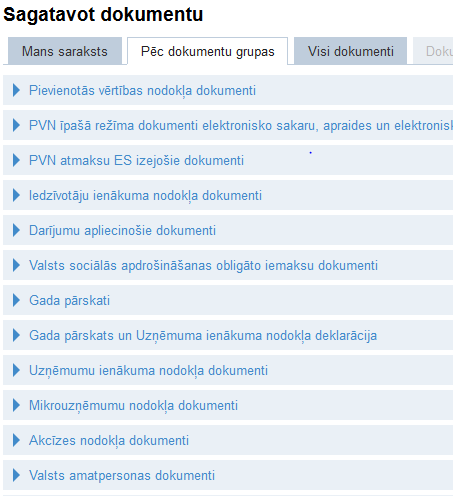 Sagatavot dokumentu
Mans saraksts Pēc dokumentu grupas Visi dokumenti
Pievienotās vērtības nodokļa dokumenti
PVN īpašā režīma dokumenti elektronisko sakaru, apraides un
PVN atmaksu ES izejošie dokumenti
Iedzīvotāju ienākuma nodokļa dokumenti
Darījumu apliecinošie dokumenti
Valsts sociālās apdrošināšanas obligāto iemaksu dokumenti
Gada pārskati
Gada pārskats un Uzņēmuma ienākuma nodokļa deklarācija
Uzņēmumu ienākuma nodokļa dokumenti
Mikrouzņēmumu nodokļa dokumenti
Akcīzes nodokļa dokumenti
Valsts amatpersonas dokumenti